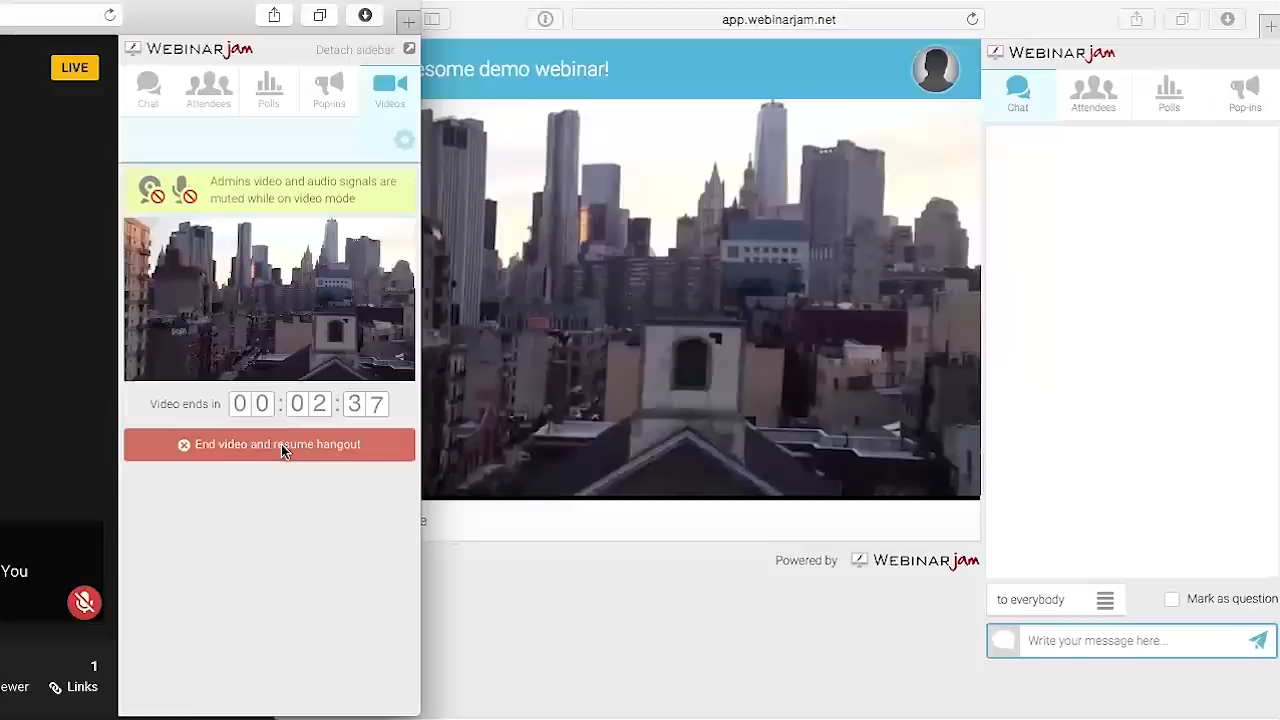 app.webinarjam.net
LIVE
WEBINARjam
Detach sidebar
Chat
Attendees
Polls
Pop-ins
Videos
Admins video and audio signals are
muted while on video mode
Video ends in 00:02:37
End video and resume hangout
You
1
ewer
Links
esome demo webinar!
e
Powered by WEBINARjam
WEBINARjam
Chat
Attendees
Polls
Pop-ins
to everybody
Mark as question
Write your message here...